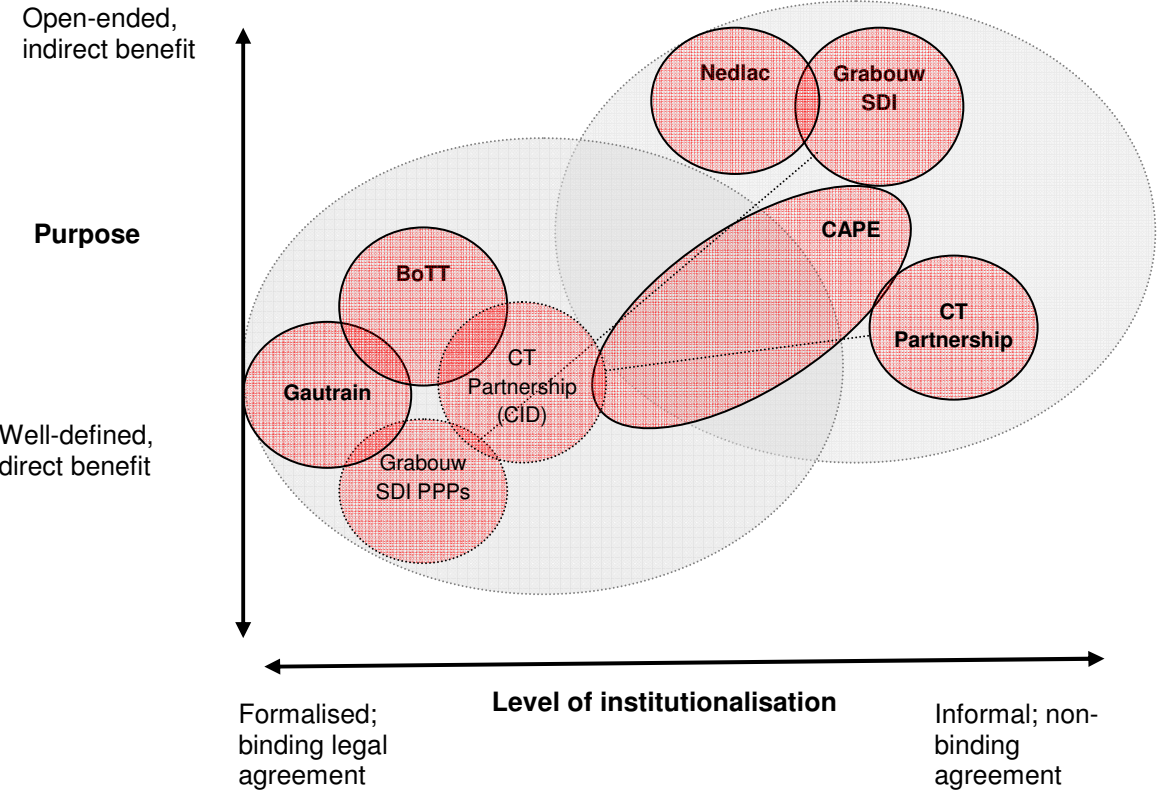 Open-ended,
indirect benefit
Nedlac
Grabouw
SDI
Purpose
CAPE
BoTT
CT
Partnership
CT
Partnership
(CID)
Gautrain
Well-defined,
direct benefit
Grabouw
SDI PPPs
Level of institutionalisation
Formalised;
binding legal
agreement
Informal; non-
binding
agreement